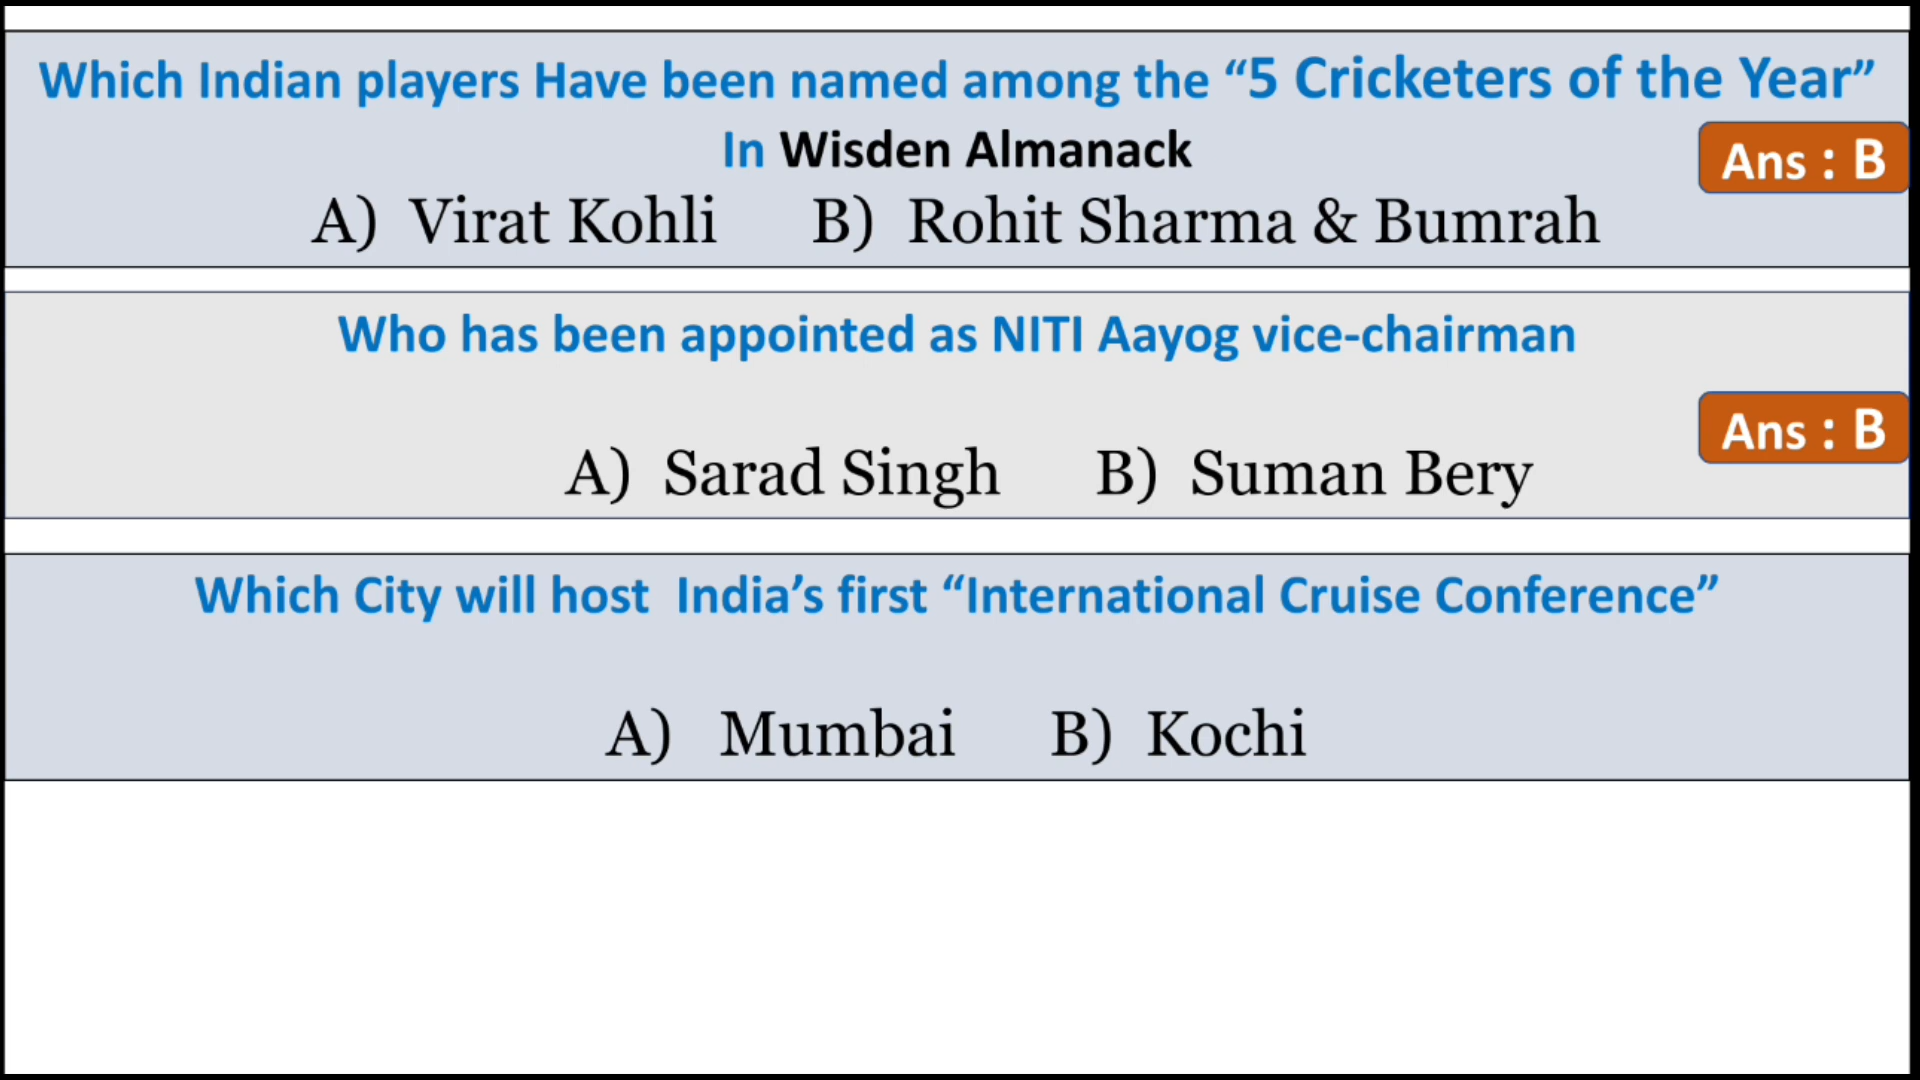 Which Indian players Have been named among the “5 Cricketers of the Year”
In Wisden Almanack
Ans : B
A) Virat Kohli B) Rohit Sharma & Bumrah
Who has been appointed as NITI Aayog vice-chairman
Ans : B
A) Sarad Singh B) Suman Bery
Which City will host India’s first “International Cruise Conference”
A) Mumbai B) Kochi